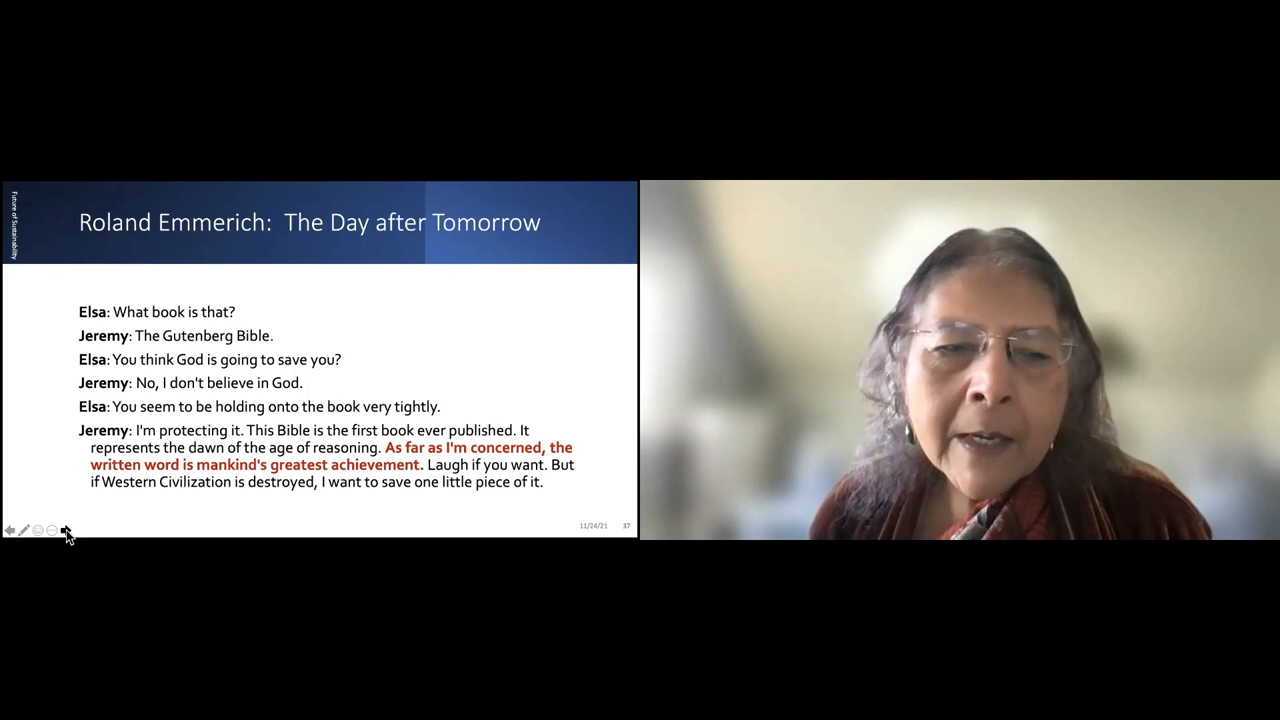 Future of Sustainability
Roland Emmerich: The Day after Tomorrow
Elsa: What book is that?
Jeremy: The Gutenberg Bible.
Elsa: You think God is going to save you?
Jeremy: No, I don't believe in God.
Elsa: You seem to be holding onto the book very tightly.
Jeremy: I'm protecting it. This Bible is the first book ever published. It
represents the dawn of the age of reasoning. As far as I'm concerned, the
written word is mankind's greatest achievement. Laugh if you want. But
if Western Civilization is destroyed, I want to save one little piece of it.
11/24/21 37